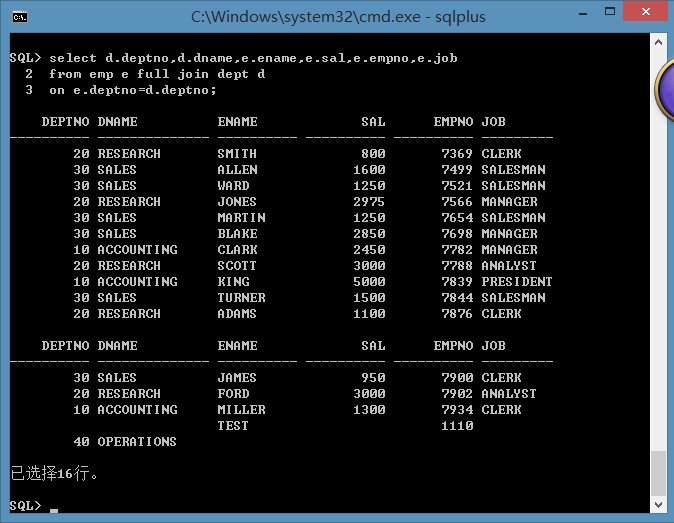 C:\Windows\system32\cmd.exe - sqlplus
SQL> select d.deptno,d.dname,e.ename,e.sal,e.empno,e.job
  2  from emp e full join dept d
  3  on e.deptno=d.deptno;
    DEPTNO DNAME          ENAME             SAL      EMPNO JOB
---------- -------------- ---------- ---------- ---------- ---------
        20 RESEARCH       SMITH             800       7369 CLERK
        30 SALES          ALLEN            1600       7499 SALESMAN
        30 SALES          WARD             1250       7521 SALESMAN
        20 RESEARCH       JONES            2975       7566 MANAGER
        30 SALES          MARTIN           1250       7654 SALESMAN
        30 SALES          BLAKE            2850       7698 MANAGER
        10 ACCOUNTING     CLARK            2450       7782 MANAGER
        20 RESEARCH       SCOTT            3000       7788 ANALYST
        10 ACCOUNTING     KING             5000       7839 PRESIDENT
        30 SALES          TURNER           1500       7844 SALESMAN
        20 RESEARCH       ADAMS            1100       7876 CLERK
    DEPTNO DNAME          ENAME             SAL      EMPNO JOB
---------- -------------- ---------- ---------- ---------- ---------
        30 SALES          JAMES             950       7900 CLERK
        20 RESEARCH       FORD             3000       7902 ANALYST
        10 ACCOUNTING     MILLER           1300       7934 CLERK
                          TEST                        1110
        40 OPERATIONS
已选择16行。
SQL> _